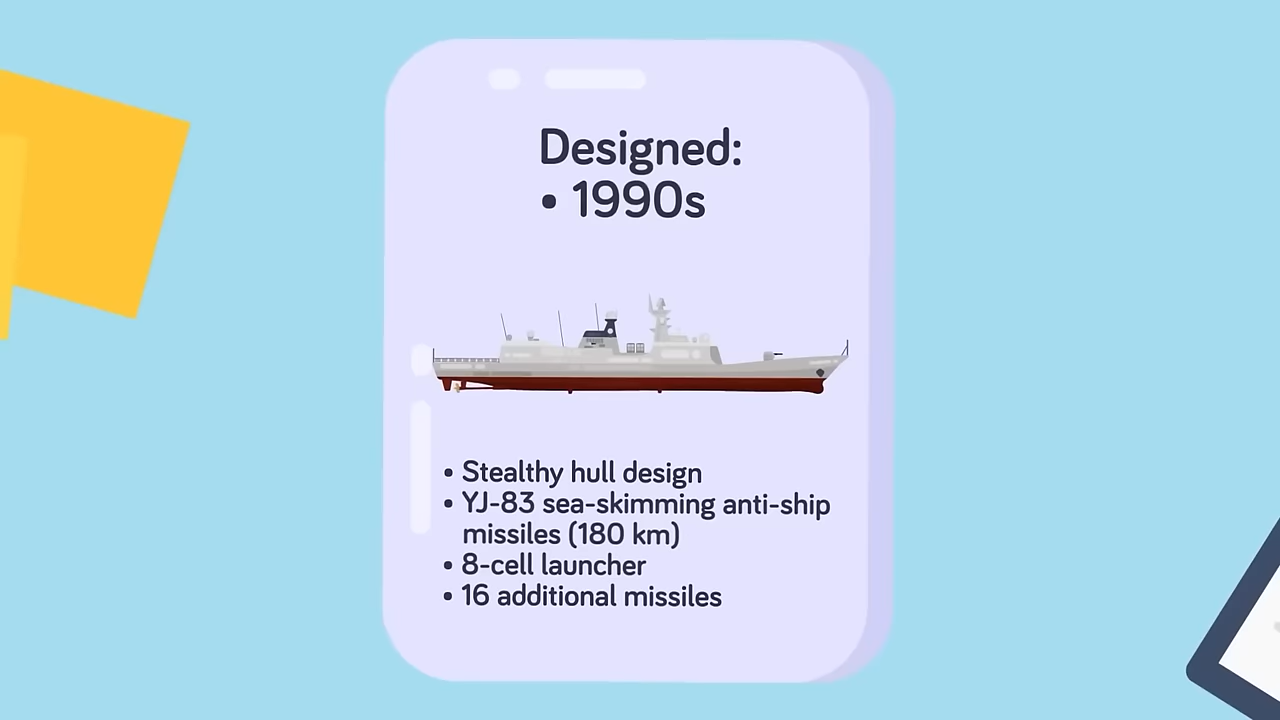 Designed:
• 1990s
• Stealthy hull design
• YJ-83 sea-skimming anti-ship
missiles (180 km)
• 8-cell launcher
• 16 additional missiles